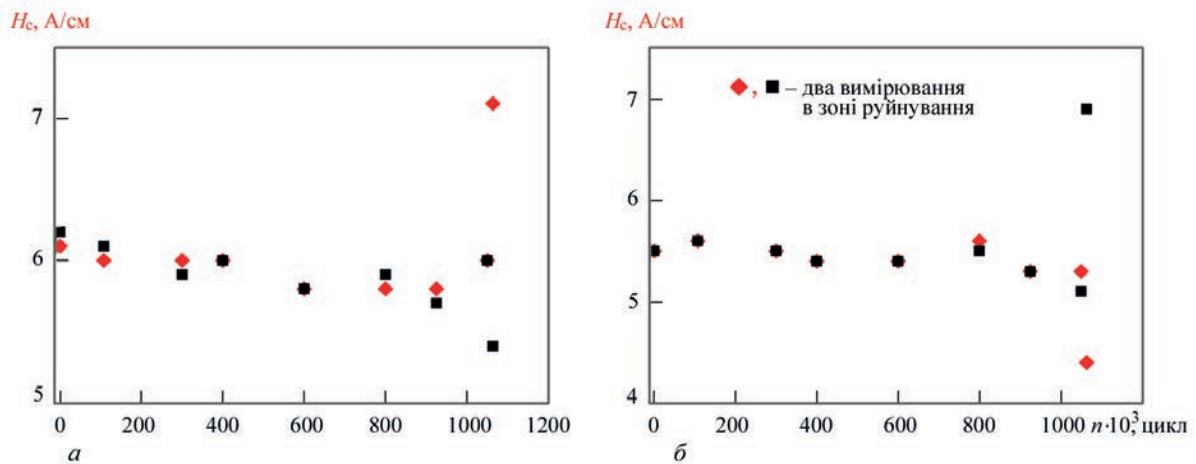 Hc, А/см
7
6
5
0 200 400 600 800 1000 1200
а
Hc, А/см
, – два вимірювання
в зоні руйнування
7
6
5
4
0 200 400 600 800 1000 n·10³, цикл
б